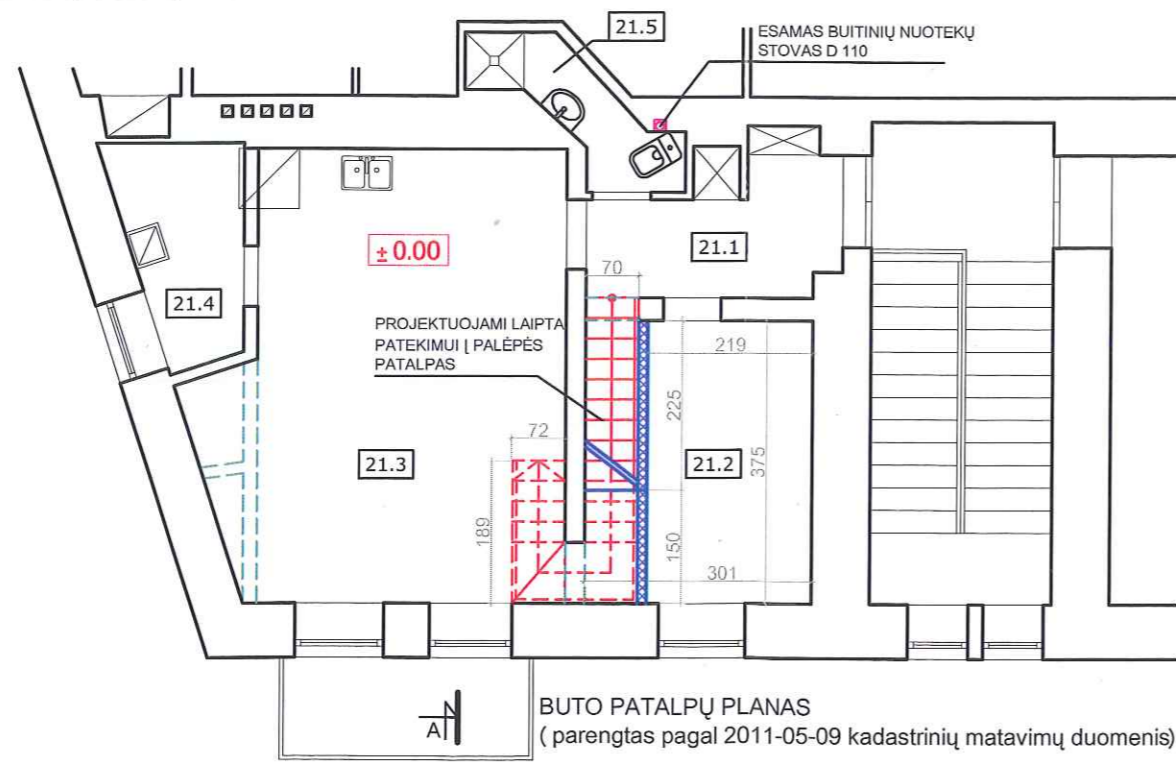 21.5
ESAMAS BUITINIŲ NUOTEKŲ
STOVAS D 110
± 0.00
21.1
70
21.4
PROJEKTUOJAMI LAIPTA
PATEKIMUI Į PALĖPĖS
PATALPAS
219
225
375
72
21.3
21.2
189
150
301
A
BUTO PATALPŲ PLANAS
( parengtas pagal 2011-05-09 kadastrinių matavimų duomenis)